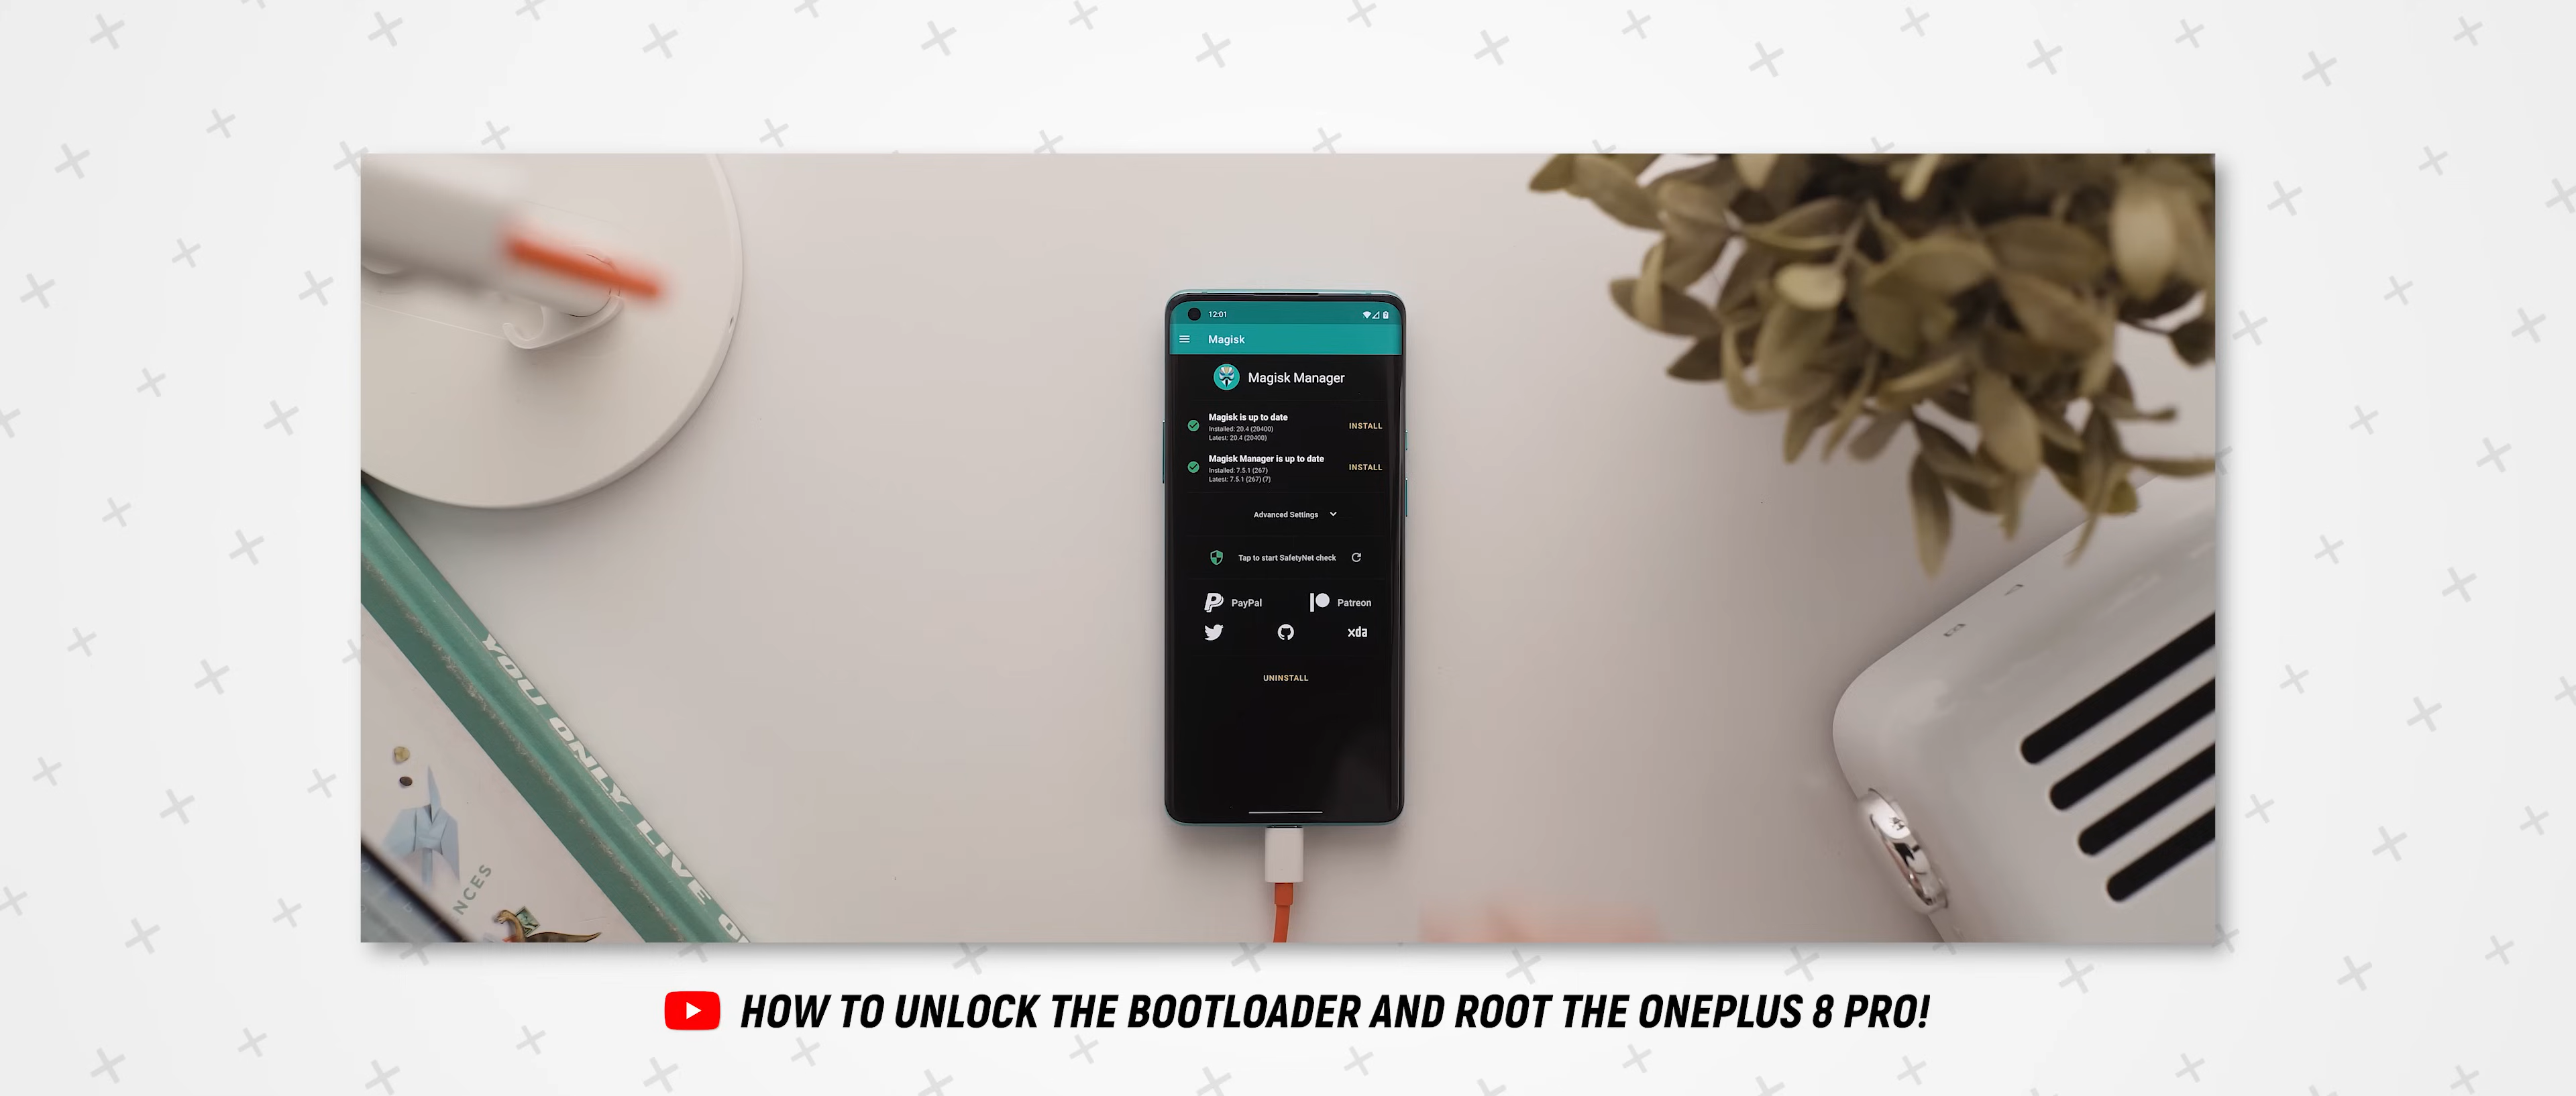 12:01
Magisk
Magisk Manager
Magisk is up to date
Installed: 20.4 (20400)
Latest: 20.4 (20400)
INSTALL
Magisk Manager is up to date
Installed: 7.5.1 (267)
Latest: 7.5.1 (267) (7)
INSTALL
Advanced Settings
Tap to start SafetyNet check
PayPal
Patreon
xda
UNINSTALL
YOU ONLY LIVE
NCES
HOW TO UNLOCK THE BOOTLOADER AND ROOT THE ONEPLUS 8 PRO!